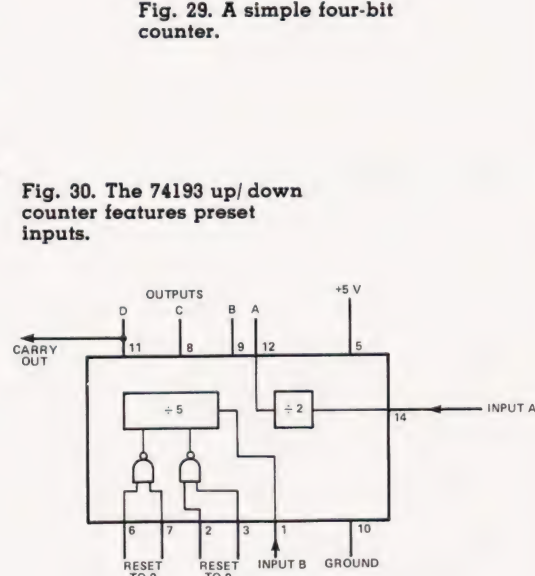 Fig. 29. A simple four-bit
counter.
Fig. 30. The 74193 up/ down
counter features preset
inputs.
OUTPUTS
+5 V
D C B A
11 8 9 12 5
CARRY
OUT
÷ 5
÷ 2
14
INPUT A
6 7 2 3 1 10
RESET
RESET
INPUT B
GROUND
TO
TO